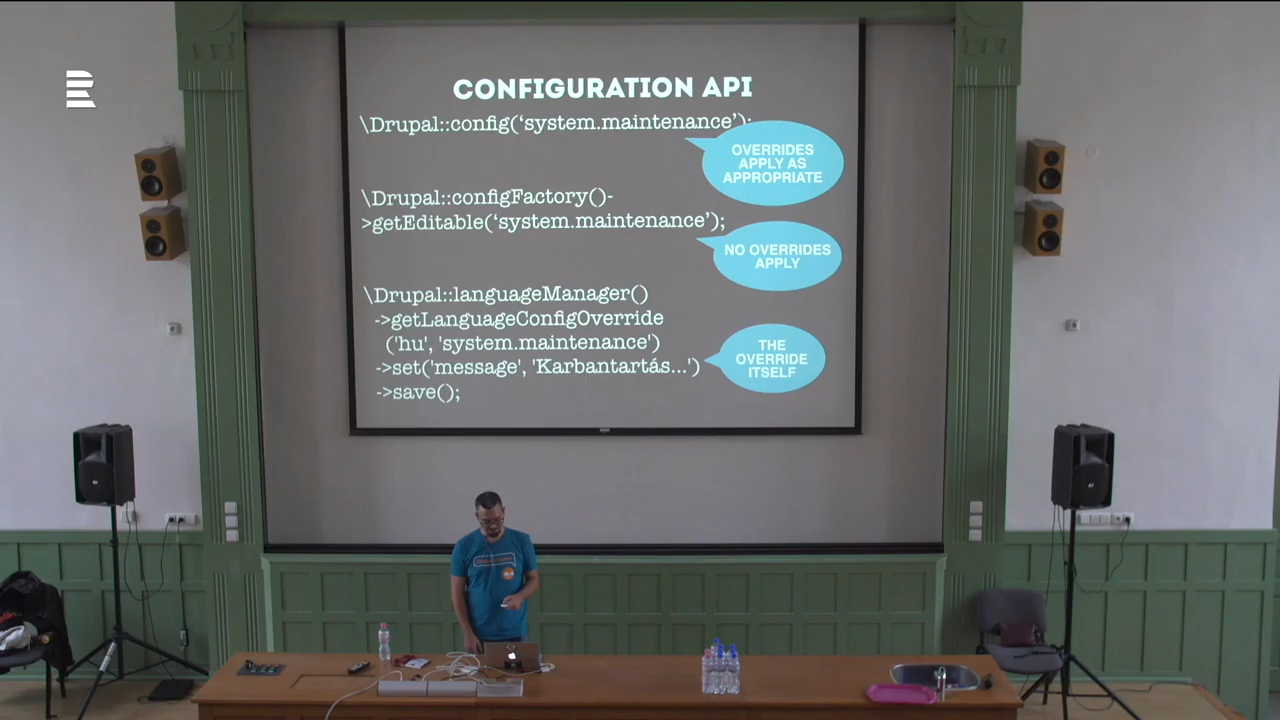 CONFIGURATION API
\Drupal::config(‘system.maintenance’);
OVERRIDES
APPLY AS
APPROPRIATE
\Drupal::configFactory()-
>getEditable(‘system.maintenance’);
NO OVERRIDES
APPLY
\Drupal::languageManager()
->getLanguageConfigOverride
('hu', 'system.maintenance')
->set('message', 'Karbantartás...')
->save();
THE
OVERRIDE
ITSELF